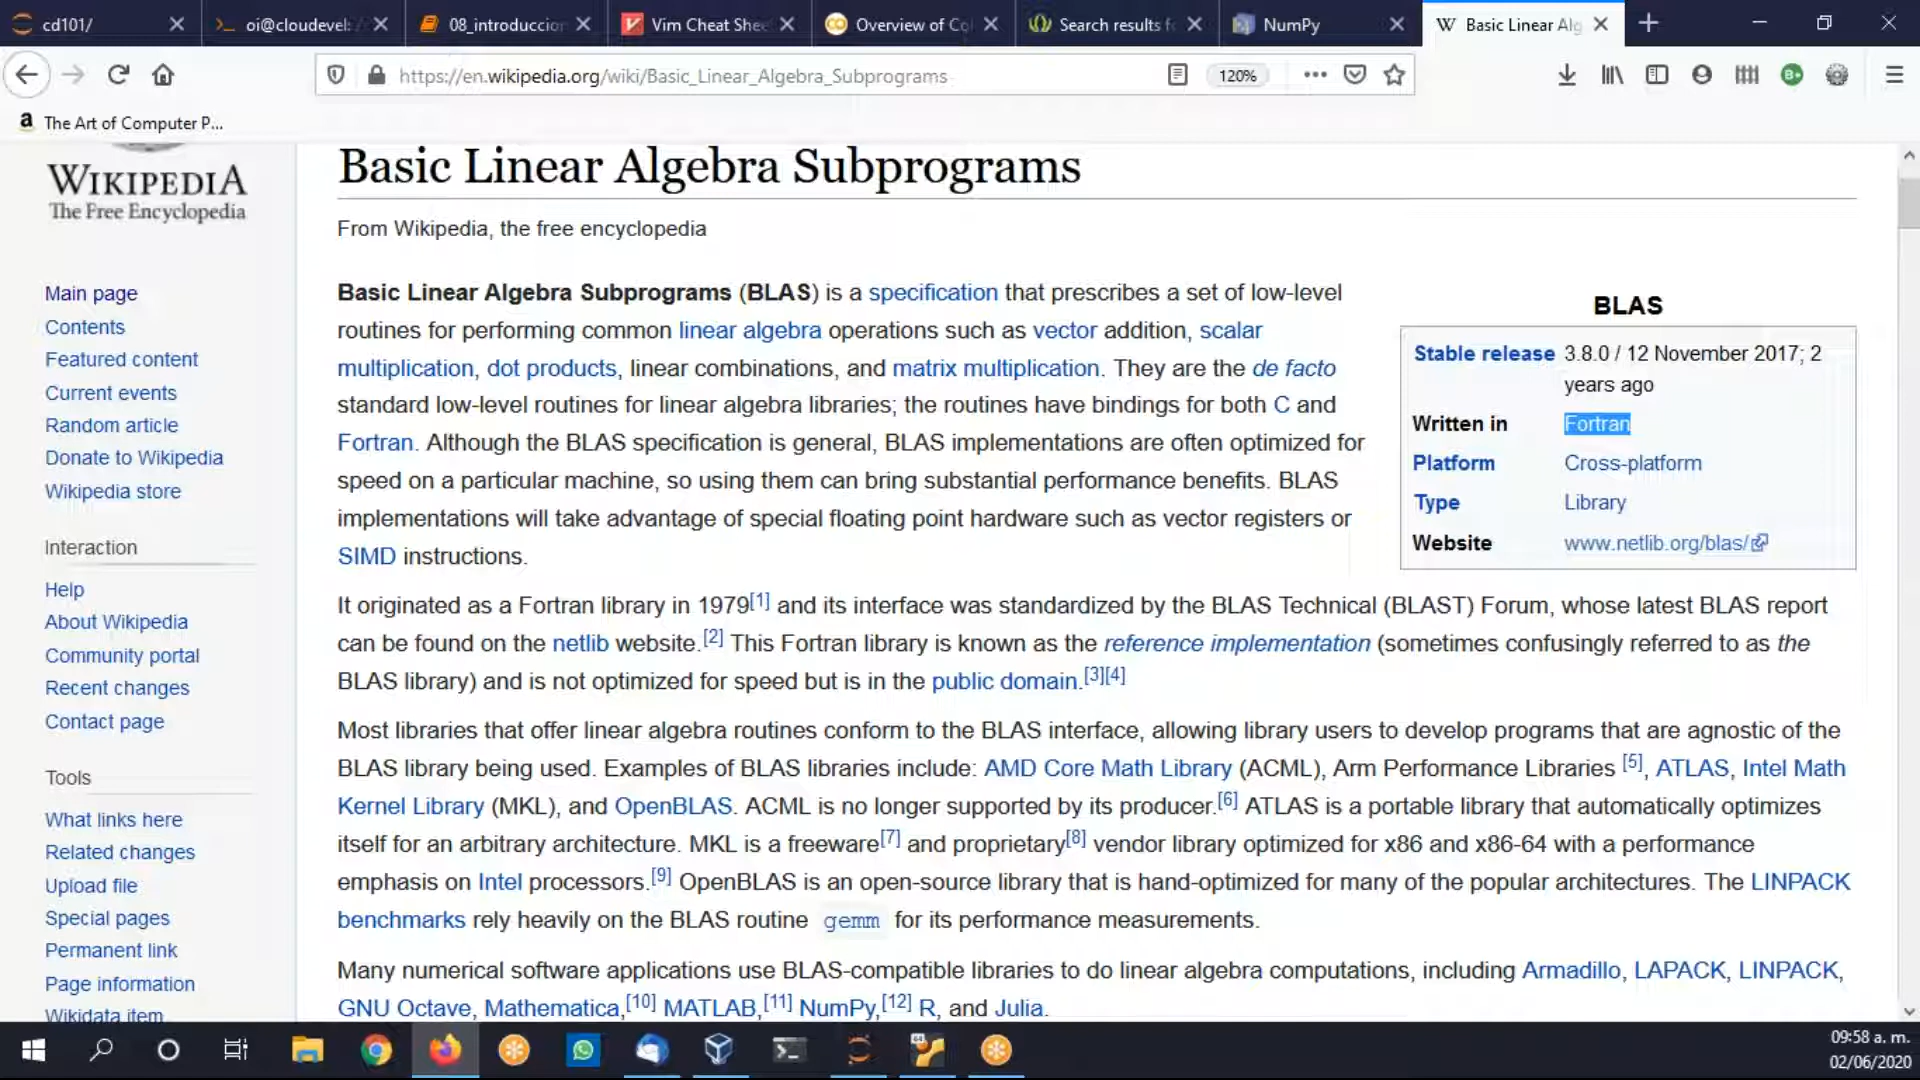 cd101/
oi@cloudevel: /
08_introduccion
Vim Cheat Shee
Overview of Co
Search results f
NumPy
Basic Linear Alg
https://en.wikipedia.org/wiki/Basic_Linear_Algebra_Subprograms
120%
The Art of Computer P...
WIKIPEDIA
The Free Encyclopedia
Main page
Contents
Featured content
Current events
Random article
Donate to Wikipedia
Wikipedia store
Interaction
Help
About Wikipedia
Community portal
Recent changes
Contact page
Tools
What links here
Related changes
Upload file
Special pages
Permanent link
Page information
Wikidata item
Basic Linear Algebra Subprograms
From Wikipedia, the free encyclopedia
Basic Linear Algebra Subprograms (BLAS) is a specification that prescribes a set of low-level
routines for performing common linear algebra operations such as vector addition, scalar
multiplication, dot products, linear combinations, and matrix multiplication. They are the de facto
standard low-level routines for linear algebra libraries; the routines have bindings for both C and
Fortran. Although the BLAS specification is general, BLAS implementations are often optimized for
speed on a particular machine, so using them can bring substantial performance benefits. BLAS
implementations will take advantage of special floating point hardware such as vector registers or
SIMD instructions.
BLAS
Stable release 3.8.0 / 12 November 2017; 2
years ago
Written in Fortran
Platform Cross-platform
Type Library
Website www.netlib.org/blas/
It originated as a Fortran library in 1979[1] and its interface was standardized by the BLAS Technical (BLAST) Forum, whose latest BLAS report
can be found on the netlib website.[2] This Fortran library is known as the reference implementation (sometimes confusingly referred to as the
BLAS library) and is not optimized for speed but is in the public domain.[3][4]
Most libraries that offer linear algebra routines conform to the BLAS interface, allowing library users to develop programs that are agnostic of the
BLAS library being used. Examples of BLAS libraries include: AMD Core Math Library (ACML), Arm Performance Libraries [5], ATLAS, Intel Math
Kernel Library (MKL), and OpenBLAS. ACML is no longer supported by its producer.[6] ATLAS is a portable library that automatically optimizes
itself for an arbitrary architecture. MKL is a freeware[7] and proprietary[8] vendor library optimized for x86 and x86-64 with a performance
emphasis on Intel processors.[9] OpenBLAS is an open-source library that is hand-optimized for many of the popular architectures. The LINPACK
benchmarks rely heavily on the BLAS routine gemm for its performance measurements.
Many numerical software applications use BLAS-compatible libraries to do linear algebra computations, including Armadillo, LAPACK, LINPACK,
GNU Octave, Mathematica,[10] MATLAB,[11] NumPy,[12] R, and Julia.
09:58 a. m.
02/06/2020